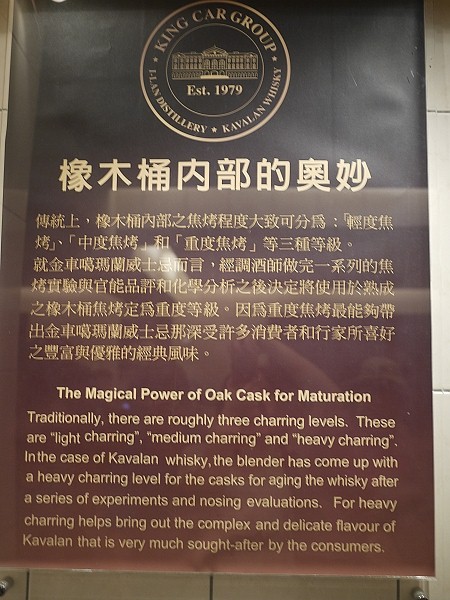 KING CAR GROUP
Est. 1979
I-LAN DISTILLERY ★ KAVALAN WHISKY
橡木桶內部的奧妙
傳統上，橡木桶內部之焦烤程度大致可分為：「輕度焦
烤」、「中度焦烤」和「重度焦烤」等三種等級。
就金車噶瑪蘭威士忌而言，經調酒師做完一系列的焦
烤實驗與官能品評和化學分析之後決定將使用於熟成
之橡木桶焦烤定為重度等級。因為重度焦烤最能夠帶
出金車噶瑪蘭威士忌那深受許多消費者和行家所喜好
之豐富與優雅的經典風味。
The Magical Power of Oak Cask for Maturation
Traditionally, there are roughly three charring levels. These
are “light charring”, “medium charring” and “heavy charring”.
In the case of Kavalan whisky, the blender has come up with
a heavy charring level for the casks for aging the whisky after
a series of experiments and nosing evaluations. For heavy
charring helps bring out the complex and delicate flavour of
Kavalan that is very much sought-after by the consumers.